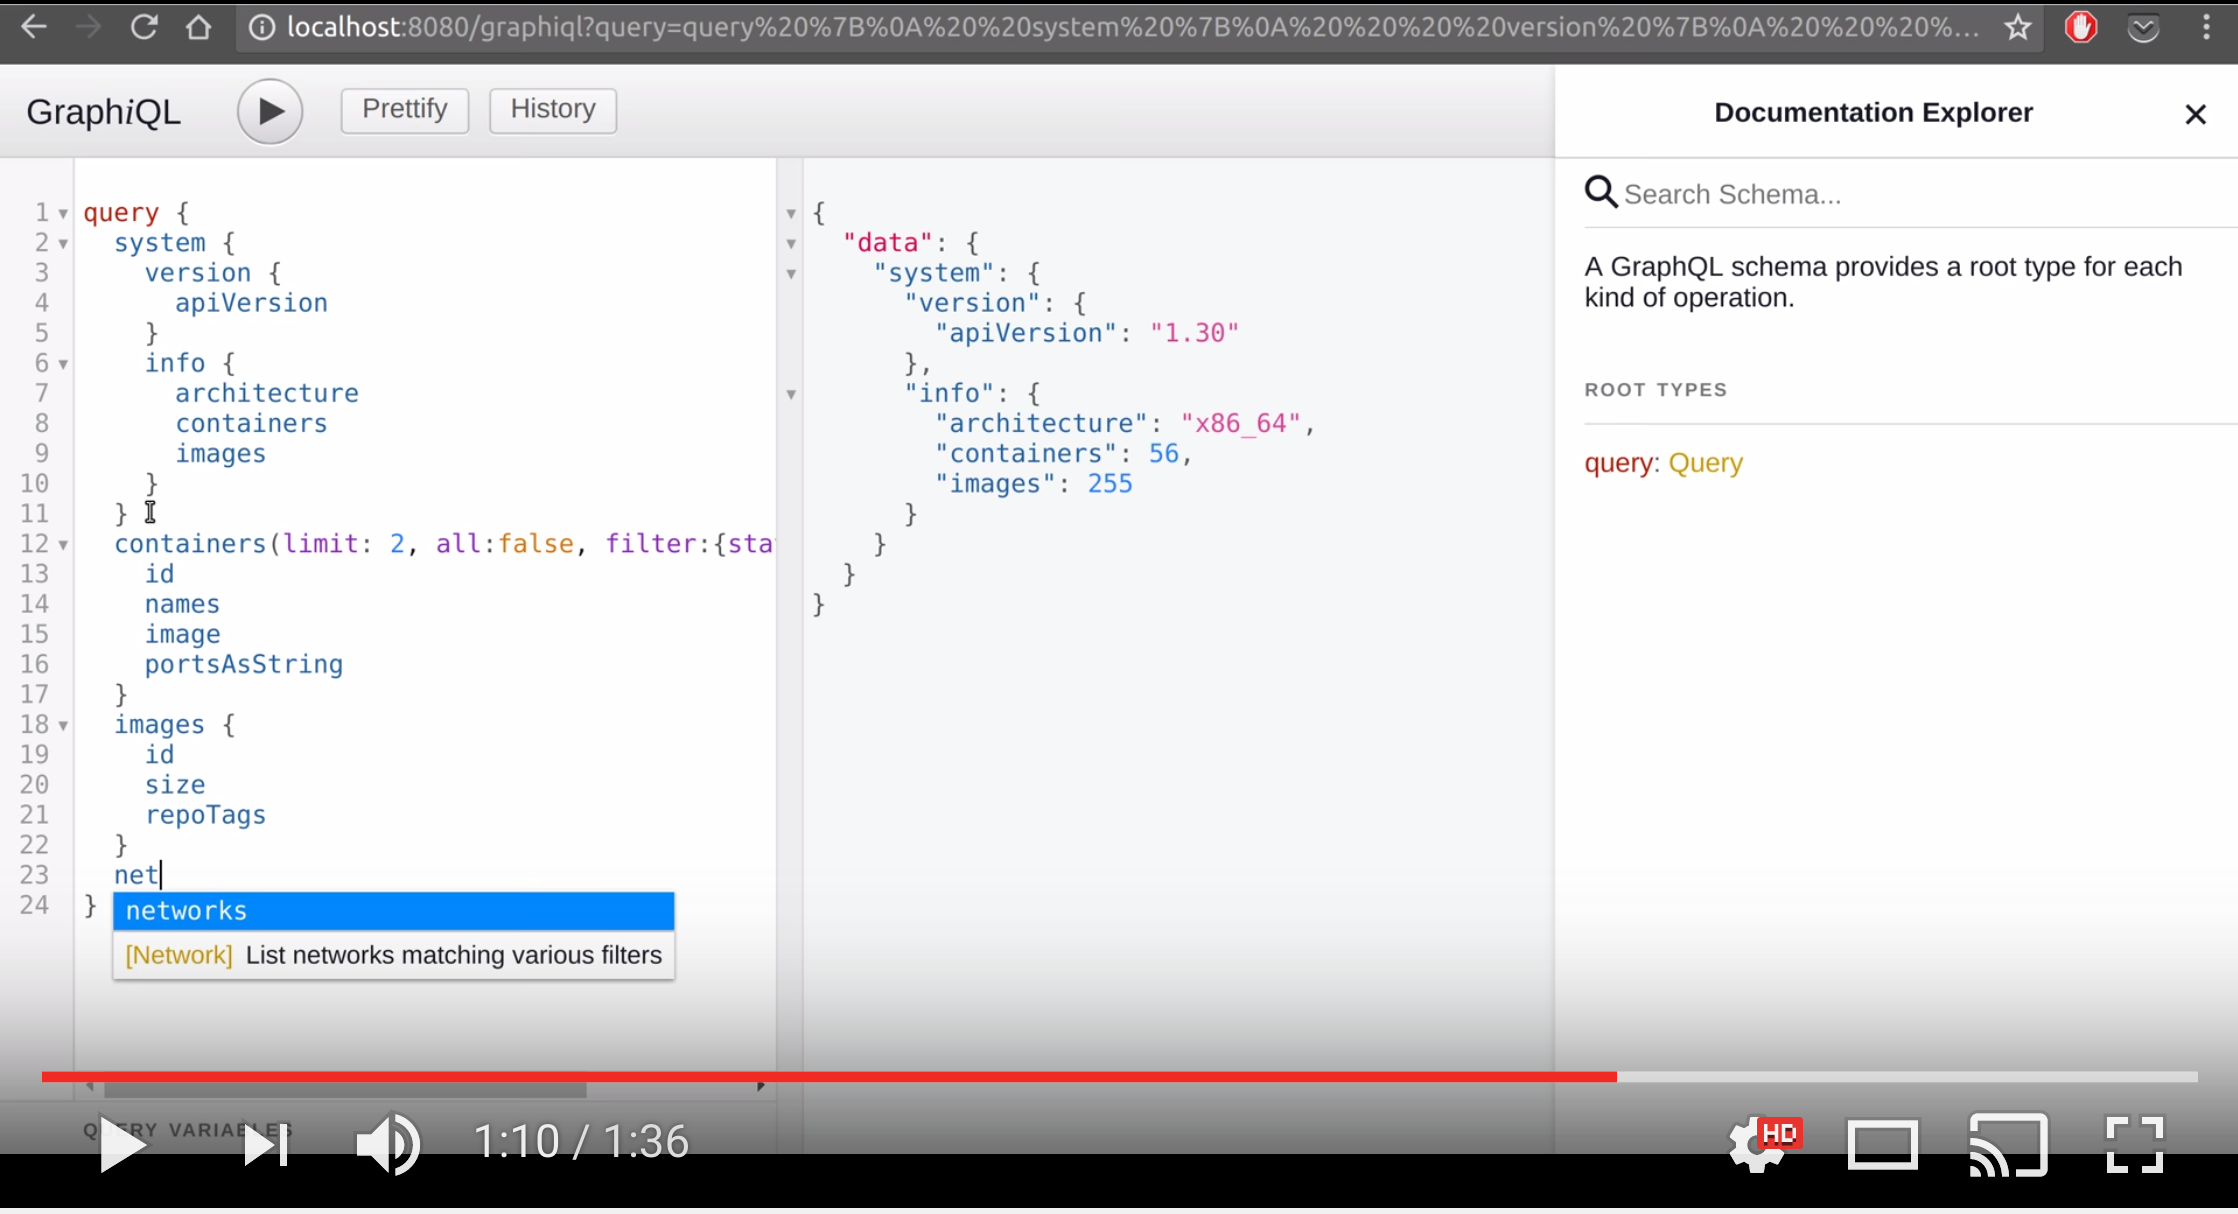 localhost:8080/graphiql?query=query%20%7B%0A%20%20system%20%7B%0A%20%20%20%20version%20%7B%0A%20%20%20%20%...
GraphiQL
Prettify
History
1 query {
2 system {
3 version {
4 apiVersion
5 }
6 info {
7 architecture
8 containers
9 images
10 }
11 }
12 containers(limit: 2, all:false, filter:{sta
13 id
14 names
15 image
16 portsAsString
17 }
18 images {
19 id
20 size
21 repoTags
22 }
23 net
24 }
networks
[Network] List networks matching various filters
QUERY VARIABLES
{
"data": {
"system": {
"version": {
"apiVersion": "1.30"
},
"info": {
"architecture": "x86_64",
"containers": 56,
"images": 255
}
}
}
}
Documentation Explorer
Search Schema...
A GraphQL schema provides a root type for each
kind of operation.
ROOT TYPES
query: Query
1:10 / 1:36
HD